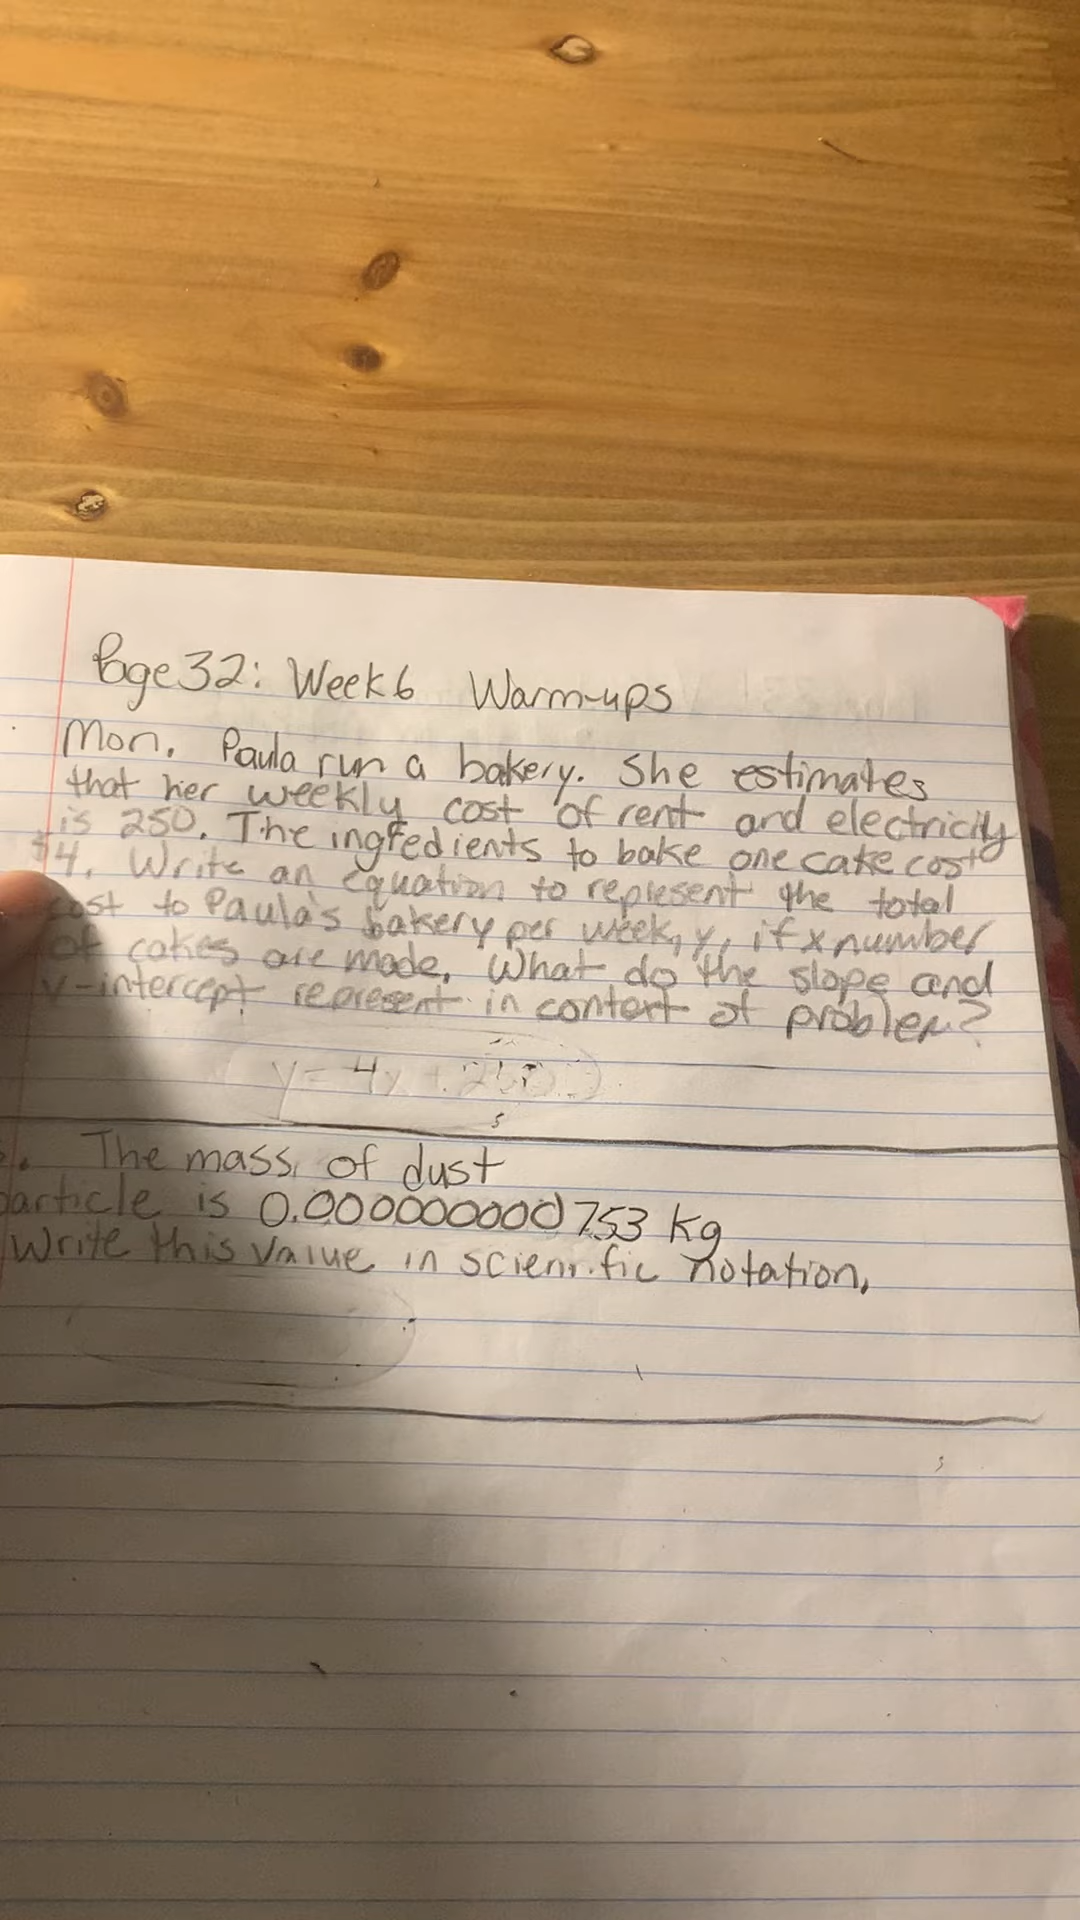 Page 32: Week 6 Warm-ups
Mon. Paula run a bakery. She estimates
that her weekly cost of rent and electricity
is 250. The ingredients to bake one cake cost
$4. Write an equation to represent the total
cost to Paula's bakery per week, y, if x number
of cakes are made. What do the slope and
y-intercept represent in context of problem?
y = 4x + 250
. The mass of dust
particle is 0.000000000753 kg
Write this value in scientific notation.